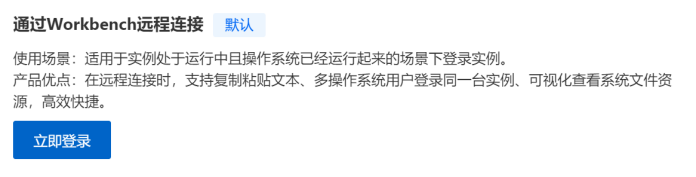 通过Workbench远程连接 默认
使用场景：适用于实例处于运行中且操作系统已经运行起来的场景下登录实例。
产品优点：在远程连接时，支持复制粘贴文本、多操作系统用户登录同一台实例、可视化查看系统文件资
源，高效快捷。
立即登录